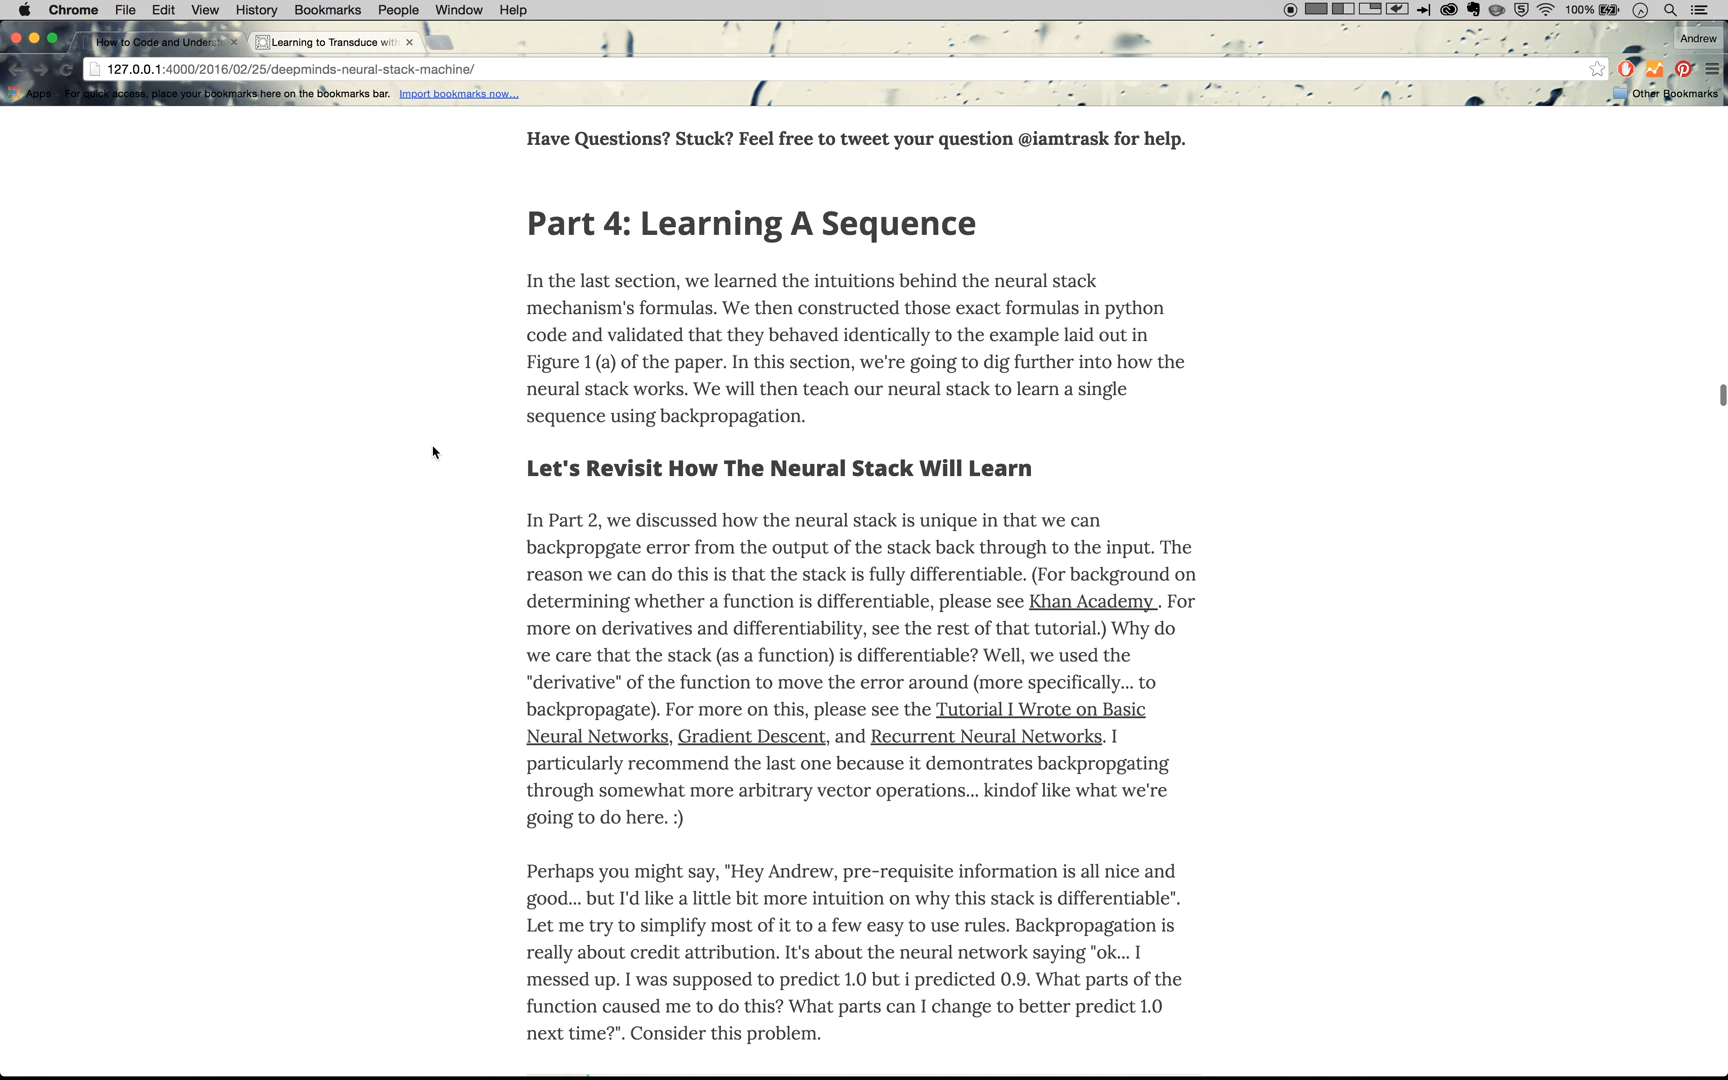 Chrome File Edit View History Bookmarks People Window Help 100%
How to Code and Underst
Learning to Transduce with
Andrew
127.0.0.1:4000/2016/02/25/deepminds-neural-stack-machine/
Apps For quick access, place your bookmarks here on the bookmarks bar. Import bookmarks now... Other Bookmarks
Have Questions? Stuck? Feel free to tweet your question @iamtrask for help.
Part 4: Learning A Sequence
In the last section, we learned the intuitions behind the neural stack
mechanism's formulas. We then constructed those exact formulas in python
code and validated that they behaved identically to the example laid out in
Figure 1 (a) of the paper. In this section, we're going to dig further into how the
neural stack works. We will then teach our neural stack to learn a single
sequence using backpropagation.
Let's Revisit How The Neural Stack Will Learn
In Part 2, we discussed how the neural stack is unique in that we can
backpropgate error from the output of the stack back through to the input. The
reason we can do this is that the stack is fully differentiable. (For background on
determining whether a function is differentiable, please see Khan Academy . For
more on derivatives and differentiability, see the rest of that tutorial.) Why do
we care that the stack (as a function) is differentiable? Well, we used the
"derivative" of the function to move the error around (more specifically... to
backpropagate). For more on this, please see the Tutorial I Wrote on Basic
Neural Networks, Gradient Descent, and Recurrent Neural Networks. I
particularly recommend the last one because it demontrates backpropgating
through somewhat more arbitrary vector operations... kindof like what we're
going to do here. :)
Perhaps you might say, "Hey Andrew, pre-requisite information is all nice and
good... but I'd like a little bit more intuition on why this stack is differentiable".
Let me try to simplify most of it to a few easy to use rules. Backpropagation is
really about credit attribution. It's about the neural network saying "ok... I
messed up. I was supposed to predict 1.0 but i predicted 0.9. What parts of the
function caused me to do this? What parts can I change to better predict 1.0
next time?". Consider this problem.